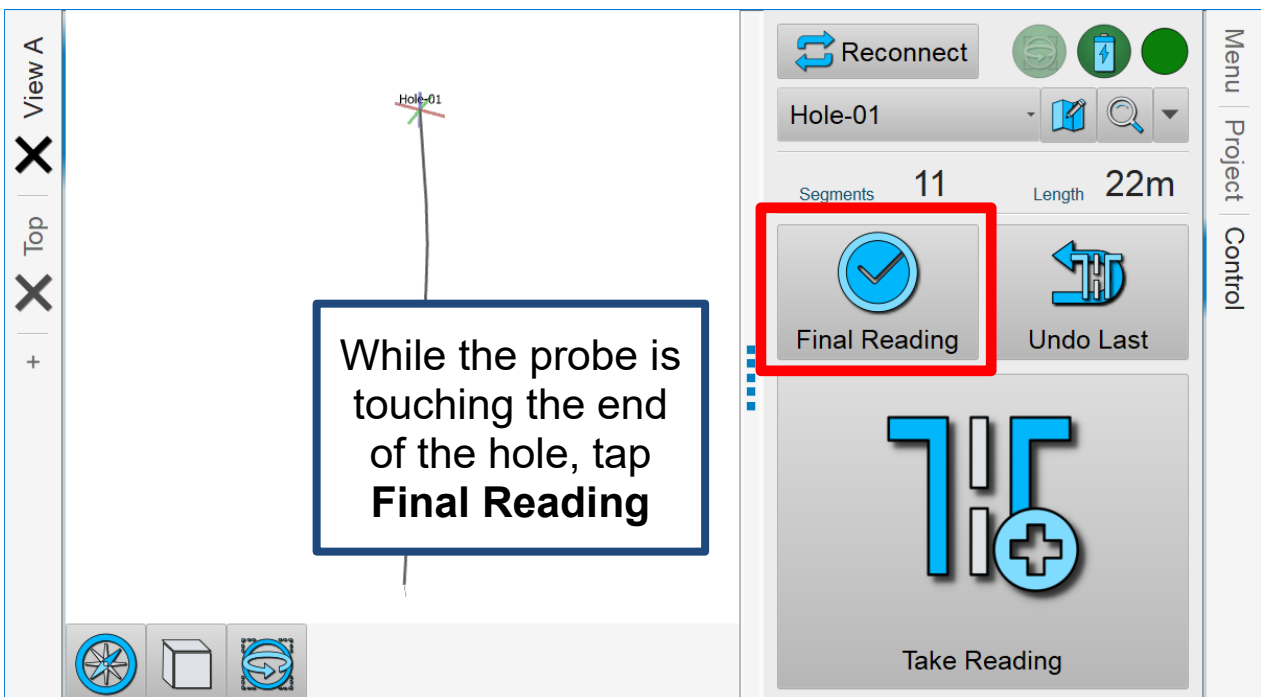 View A
Top
+
Hole-01
While the probe is
touching the end
of the hole, tap
Final Reading
Reconnect
Hole-01
Segments 11 Length 22m
Final Reading
Undo Last
Take Reading
Menu
Project
Control